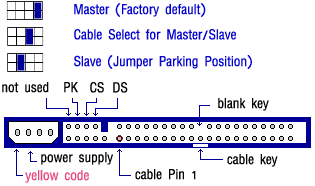 Master (Factory default)
Cable Select for Master/Slave
Slave (Jumper Parking Position)
not used PK CS DS
blank key
power supply
cable key
yellow code
cable Pin 1